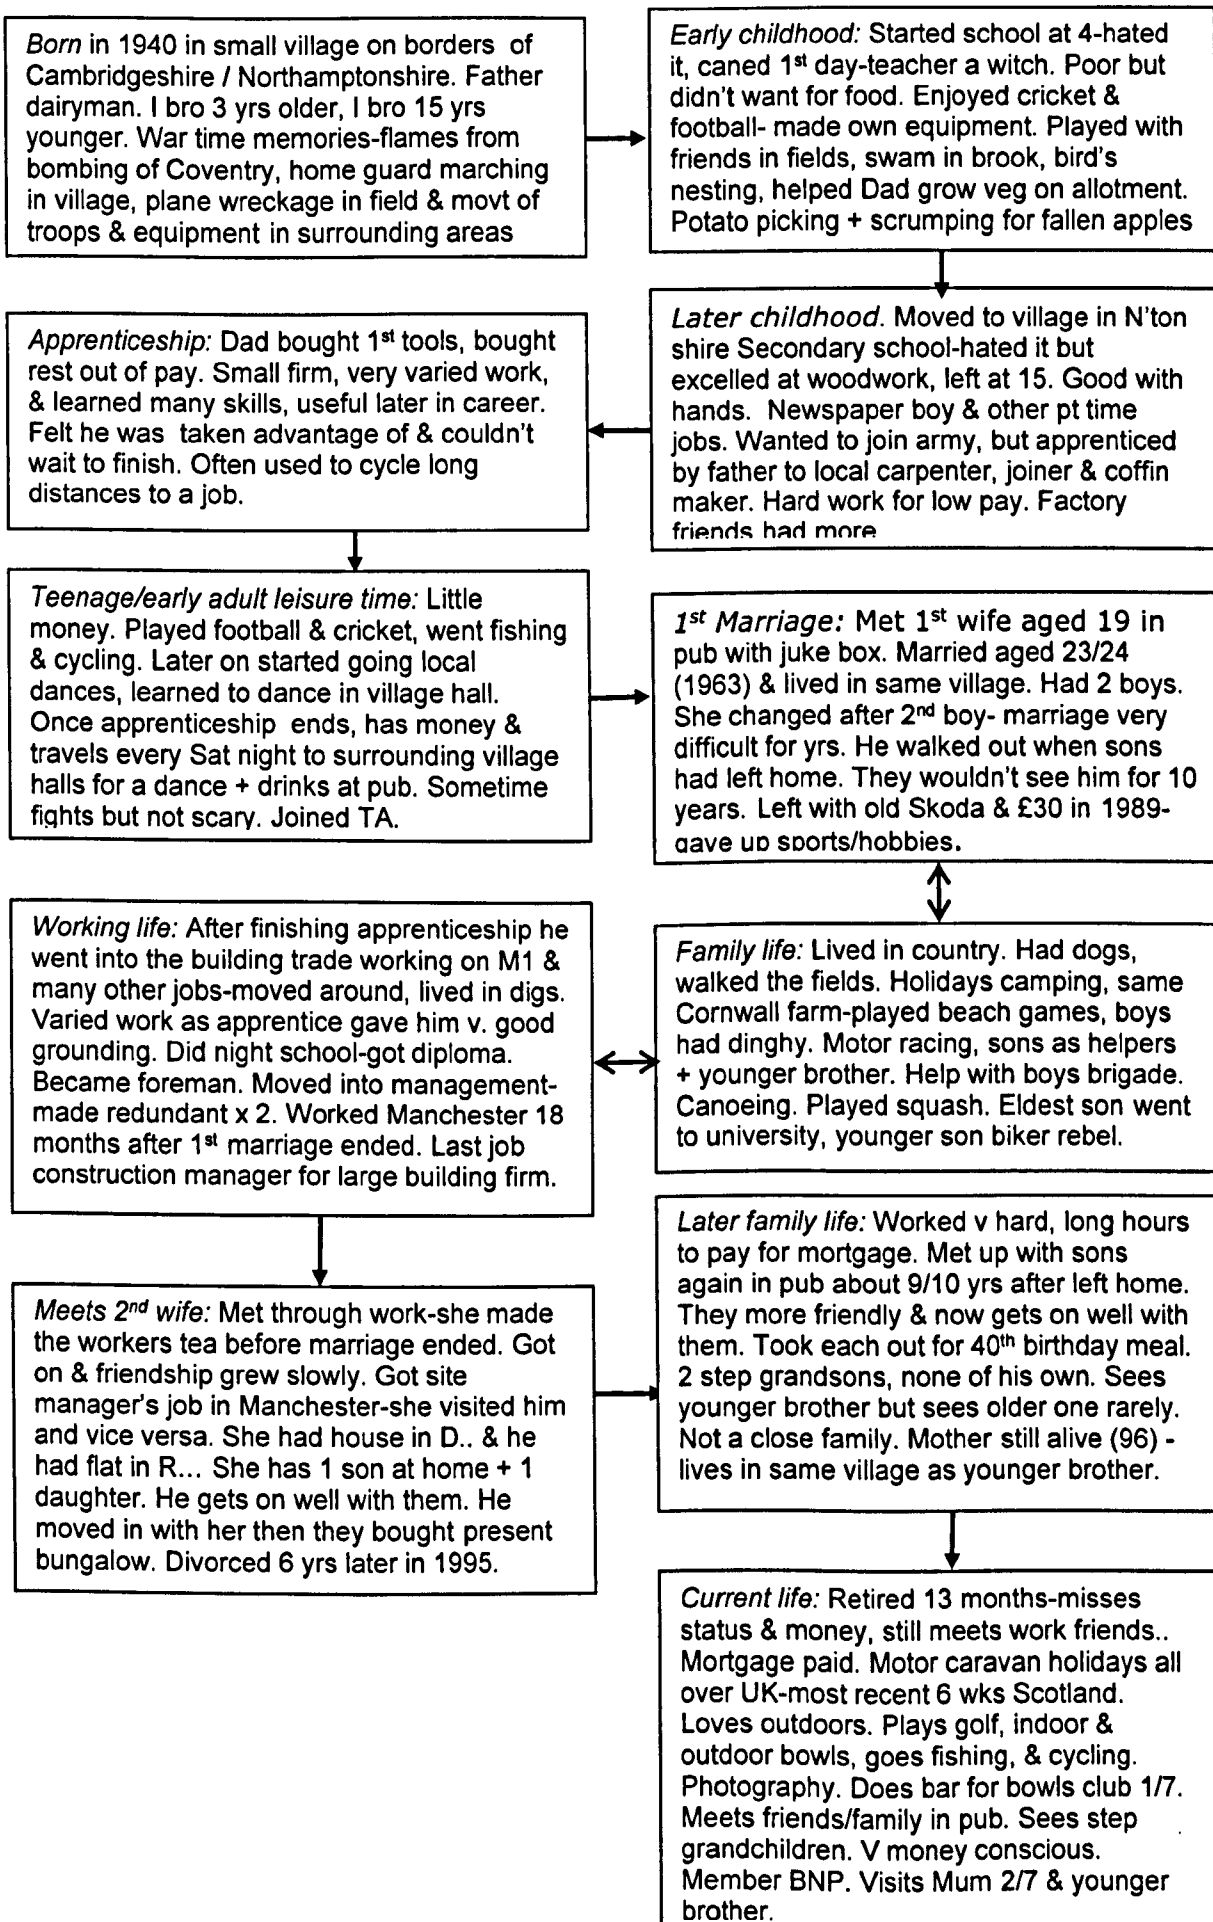 Born in 1940 in small village on borders of
Cambridgeshire / Northamptonshire. Father
dairyman. I bro 3 yrs older, I bro 15 yrs
younger. War time memories-flames from
bombing of Coventry, home guard marching
in village, plane wreckage in field & movt of
troops & equipment in surrounding areas
Early childhood: Started school at 4-hated
it, caned 1st day-teacher a witch. Poor but
didn't want for food. Enjoyed cricket &
football- made own equipment. Played with
friends in fields, swam in brook, bird's
nesting, helped Dad grow veg on allotment.
Potato picking + scrumping for fallen apples
Later childhood. Moved to village in N'ton
shire Secondary school-hated it but
excelled at woodwork, left at 15. Good with
hands. Newspaper boy & other pt time
jobs. Wanted to join army, but apprenticed
by father to local carpenter, joiner & coffin
maker. Hard work for low pay. Factory
friends had more
Apprenticeship: Dad bought 1st tools, bought
rest out of pay. Small firm, very varied work,
& learned many skills, useful later in career.
Felt he was taken advantage of & couldn't
wait to finish. Often used to cycle long
distances to a job.
Teenage/early adult leisure time: Little
money. Played football & cricket, went fishing
& cycling. Later on started going local
dances, learned to dance in village hall.
Once apprenticeship ends, has money &
travels every Sat night to surrounding village
halls for a dance + drinks at pub. Sometime
fights but not scary. Joined TA.
1st Marriage: Met 1st wife aged 19 in
pub with juke box. Married aged 23/24
(1963) & lived in same village. Had 2 boys.
She changed after 2nd boy- marriage very
difficult for yrs. He walked out when sons
had left home. They wouldn't see him for 10
years. Left with old Skoda & £30 in 1989-
gave up sports/hobbies.
Family life: Lived in country. Had dogs,
walked the fields. Holidays camping, same
Cornwall farm-played beach games, boys
had dinghy. Motor racing, sons as helpers
+ younger brother. Help with boys brigade.
Canoeing. Played squash. Eldest son went
to university, younger son biker rebel.
Working life: After finishing apprenticeship he
went into the building trade working on M1 &
many other jobs-moved around, lived in digs.
Varied work as apprentice gave him v. good
grounding. Did night school-got diploma.
Became foreman. Moved into management-
made redundant x 2. Worked Manchester 18
months after 1st marriage ended. Last job
construction manager for large building firm.
Meets 2nd wife: Met through work-she made
the workers tea before marriage ended. Got
on & friendship grew slowly. Got site
manager's job in Manchester-she visited him
and vice versa. She had house in D.. & he
had flat in R... She has 1 son at home + 1
daughter. He gets on well with them. He
moved in with her then they bought present
bungalow. Divorced 6 yrs later in 1995.
Later family life: Worked v hard, long hours
to pay for mortgage. Met up with sons
again in pub about 9/10 yrs after left home.
They more friendly & now gets on well with
them. Took each out for 40th birthday meal.
2 step grandsons, none of his own. Sees
younger brother but sees older one rarely.
Not a close family. Mother still alive (96) -
lives in same village as younger brother.
Current life: Retired 13 months-misses
status & money, still meets work friends..
Mortgage paid. Motor caravan holidays all
over UK-most recent 6 wks Scotland.
Loves outdoors. Plays golf, indoor &
outdoor bowls, goes fishing, & cycling.
Photography. Does bar for bowls club 1/7.
Meets friends/family in pub. Sees step
grandchildren. V money conscious.
Member BNP. Visits Mum 2/7 & younger
brother.